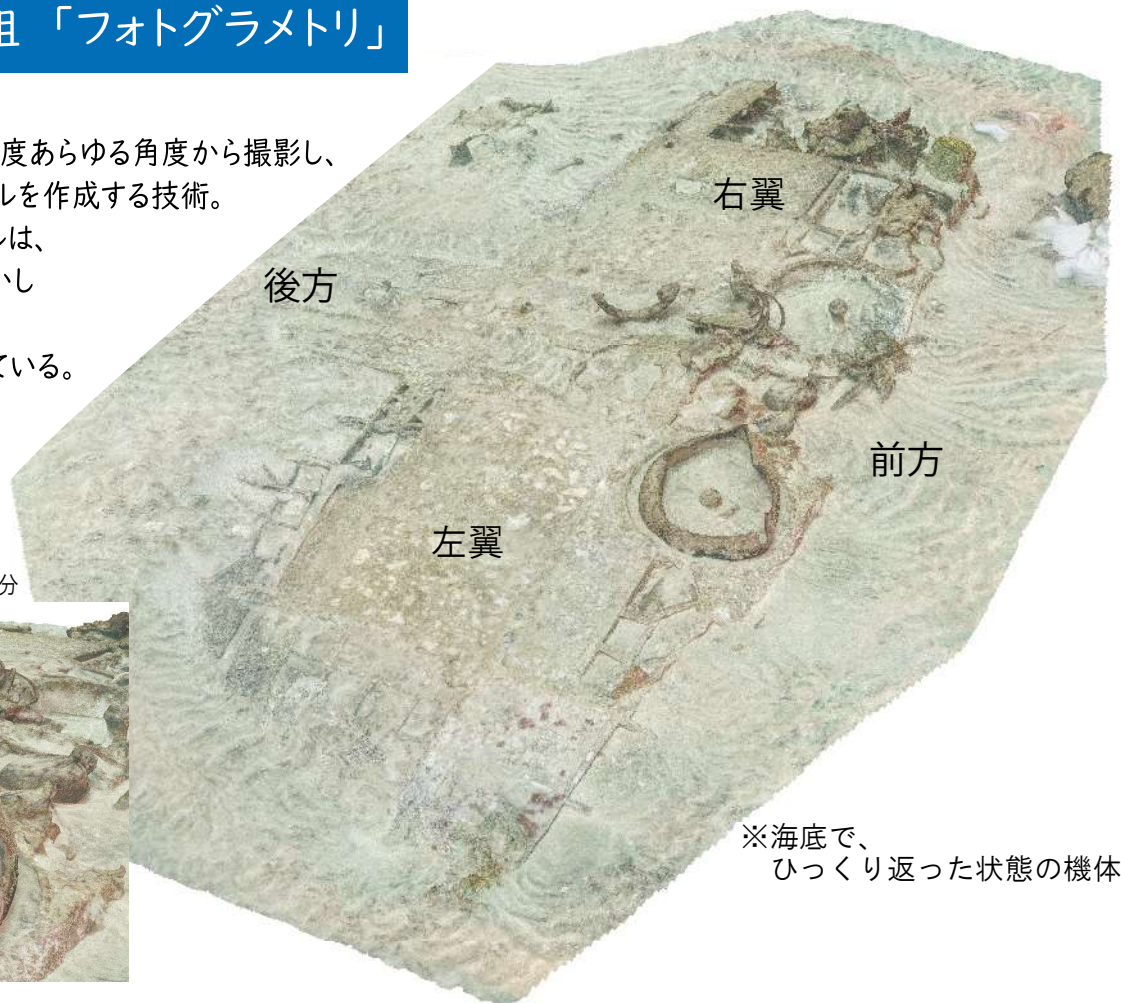 組 「フォトグラメトリ」
度あらゆる角度から撮影し、
ルを作成する技術。
ルは、
かし
ている。
右翼
後方
前方
左翼
分
※海底で、
ひっくり返った状態の機体